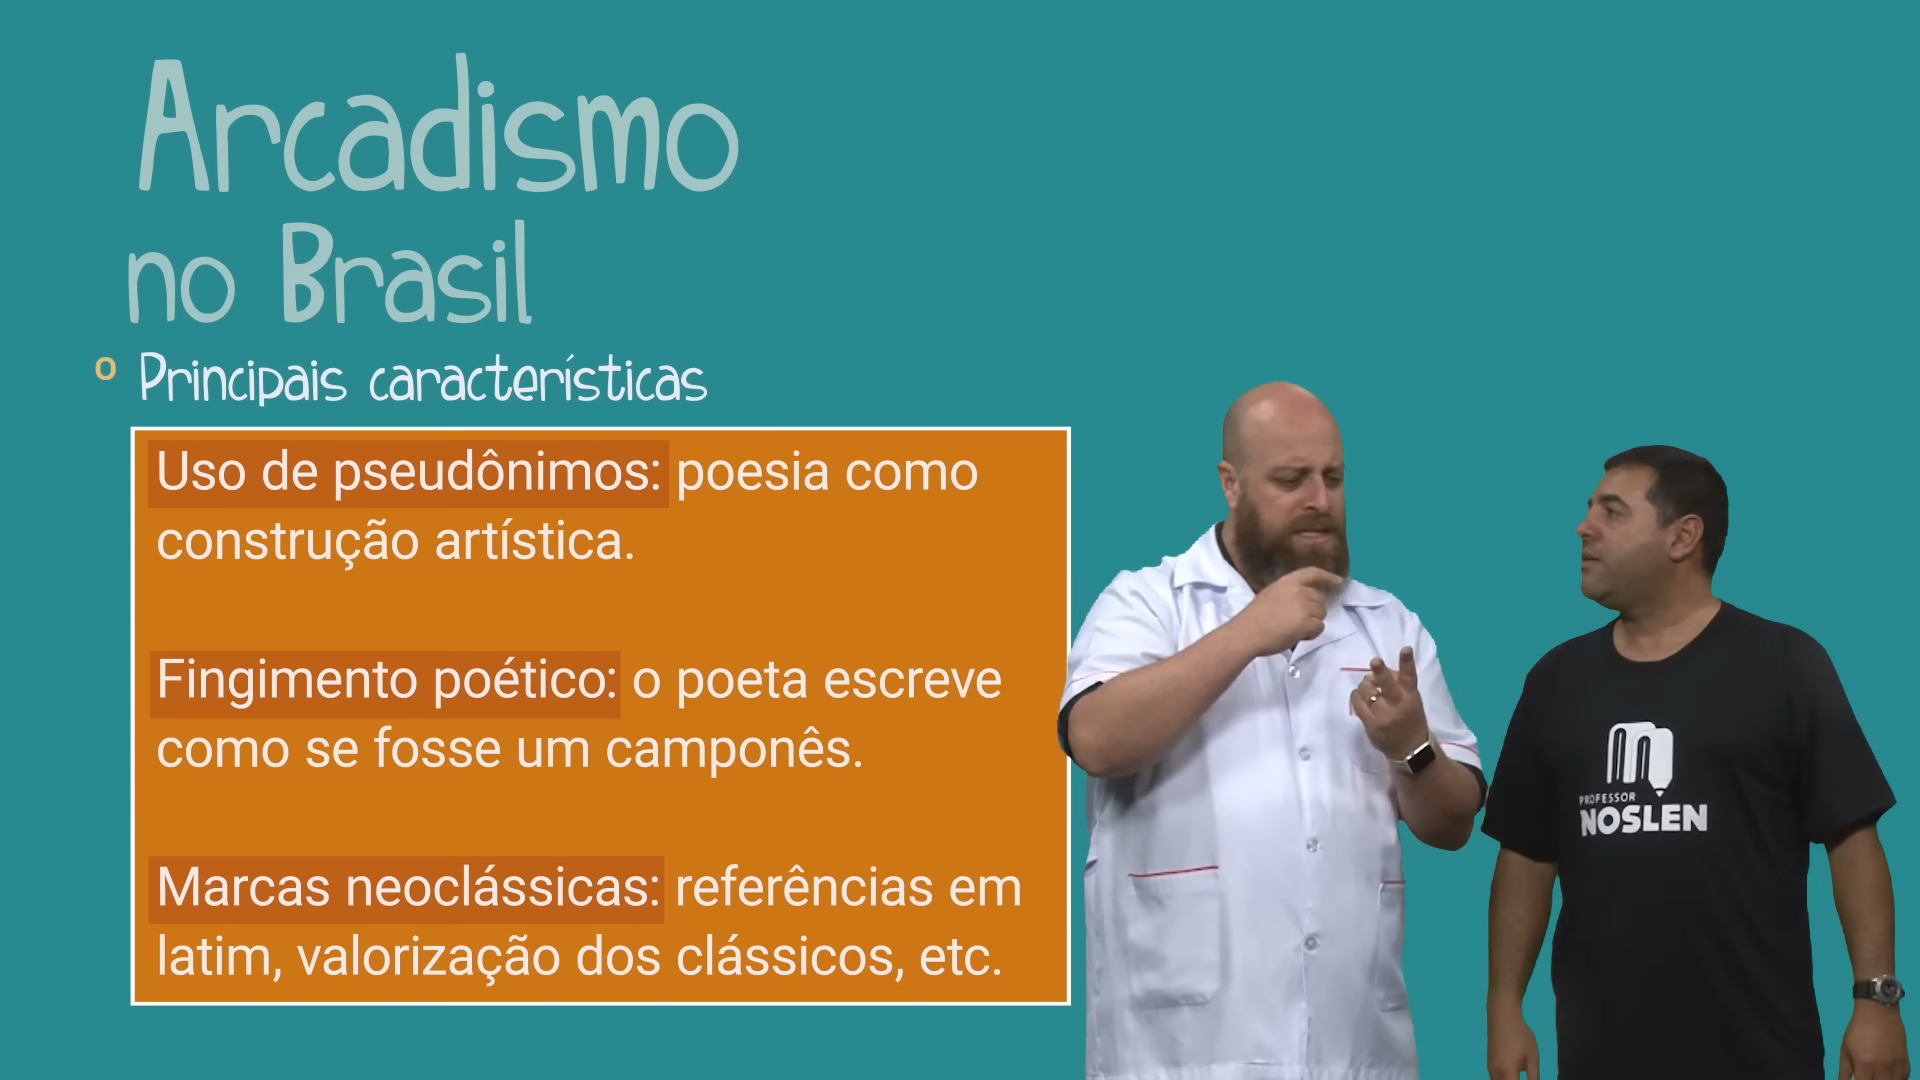 Arcadismo
no Brasil
Principais características
Uso de pseudônimos: poesia como
construção artística.
Fingimento poético: o poeta escreve
como se fosse um camponês.
Marcas neoclássicas: referências em
latim, valorização dos clássicos, etc.
PROFESSOR
NOSLEN